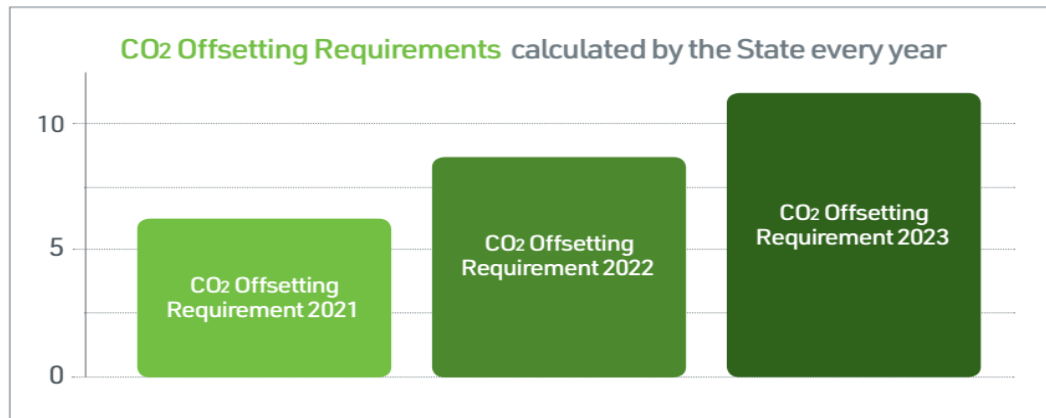 CO2 Offsetting Requirements calculated by the State every year
10
5
0
CO2 Offsetting
Requirement 2021
CO2 Offsetting
Requirement 2022
CO2 Offsetting
Requirement 2023